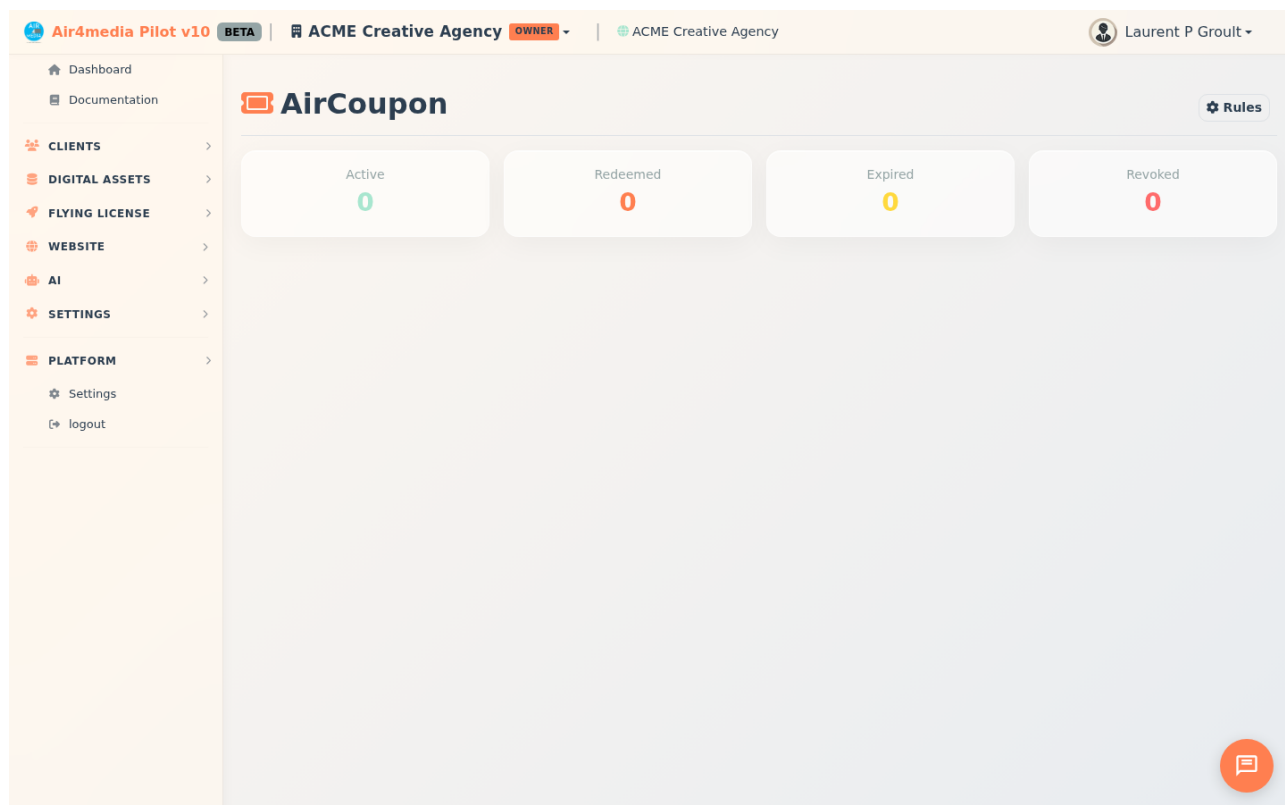 Air4media Pilot v10 BETA ACME Creative Agency OWNER ACME Creative Agency Laurent P Groult
Dashboard
Documentation
CLIENTS
DIGITAL ASSETS
FLYING LICENSE
WEBSITE
AI
SETTINGS
PLATFORM
Settings
logout
AirCoupon
Rules
Active
0
Redeemed
0
Expired
0
Revoked
0